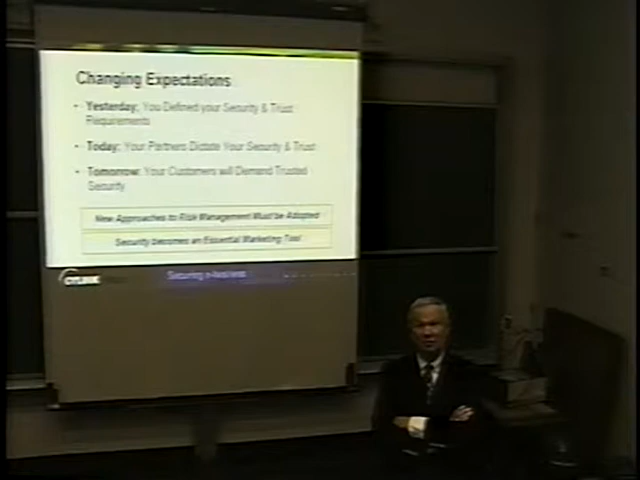 Changing Expectations
• Yesterday: You Defined your Security & Trust
Requirements
• Today: Your Partners Dictate Your Security & Trust
• Tomorrow: Your Customers will Demand Trusted
Security
New Approaches to Risk Management Must be Adopted
Security becomes an Essential Marketing Tool
Securing e-business